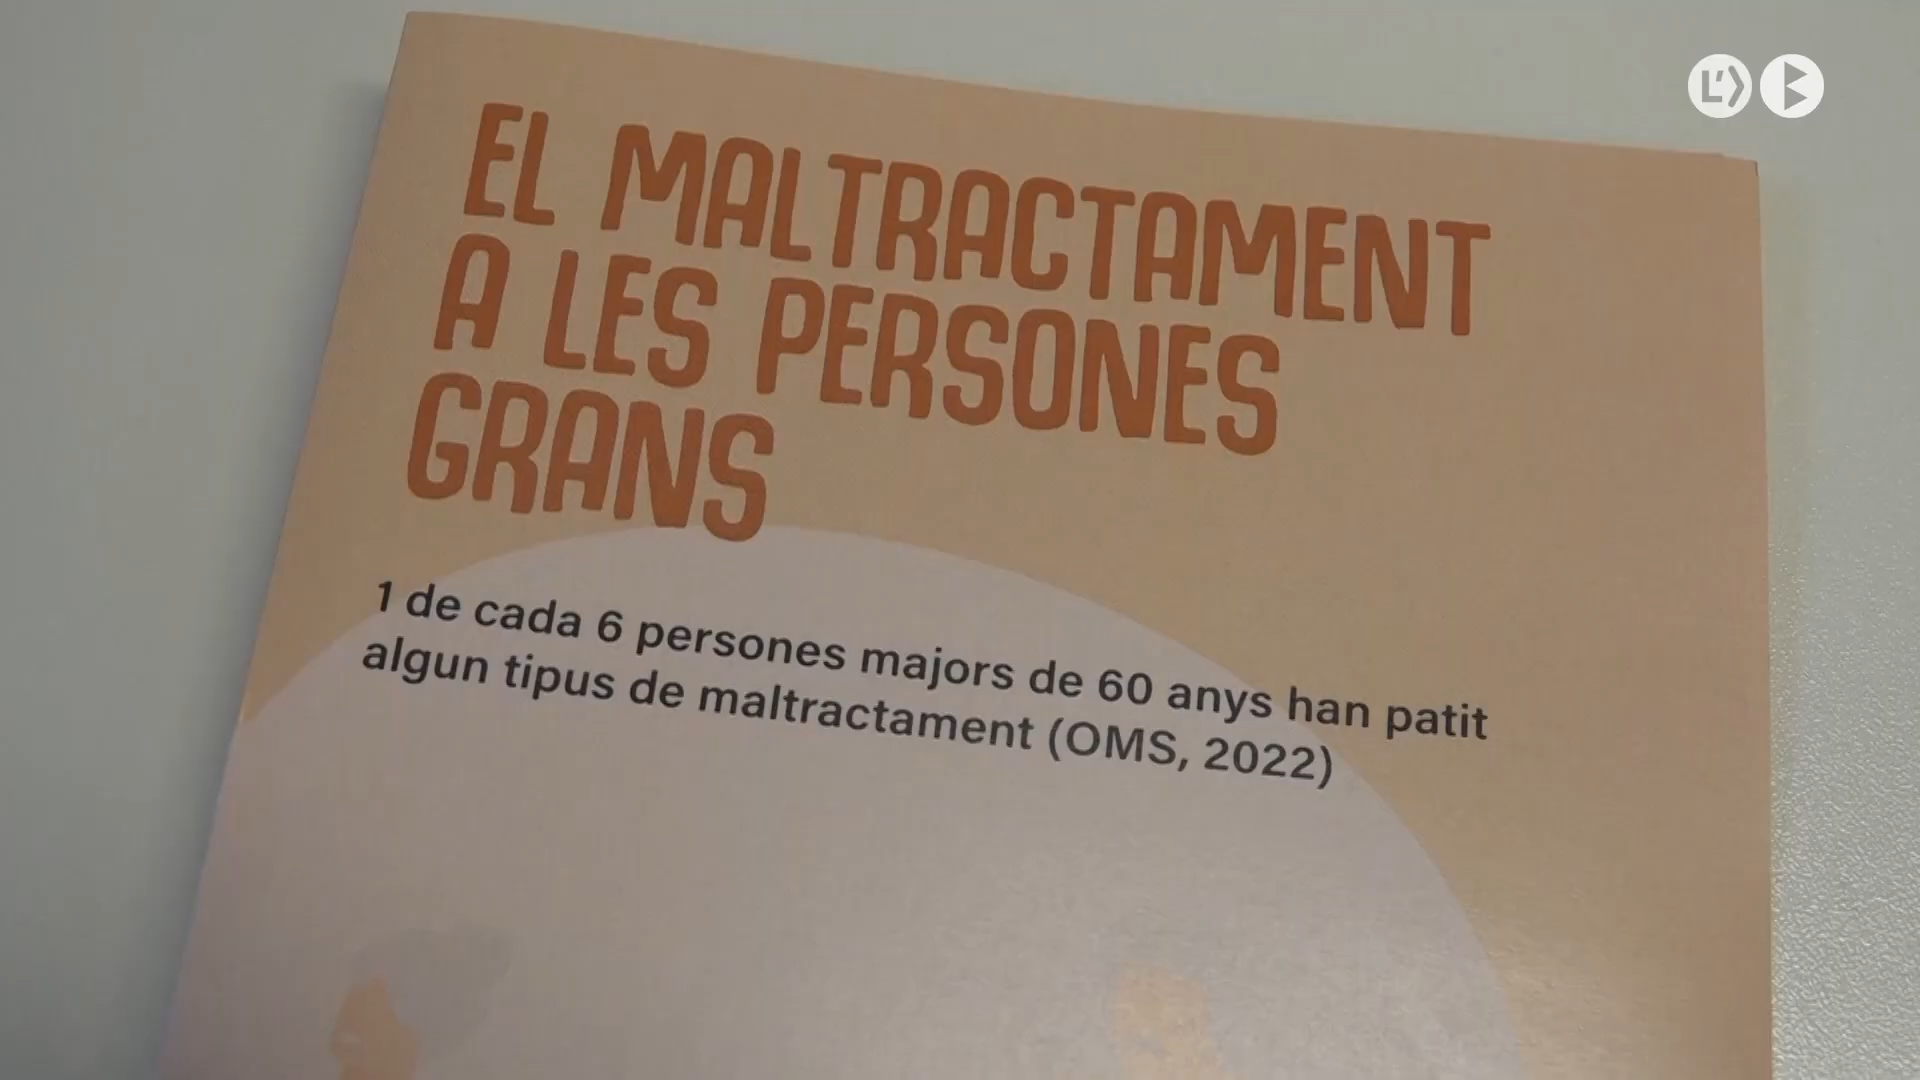 EL MALTRACTAMENT
A LES PERSONES
GRANS
1 de cada 6 persones majors de 60 anys han patit
algun tipus de maltractament (OMS, 2022)
L'